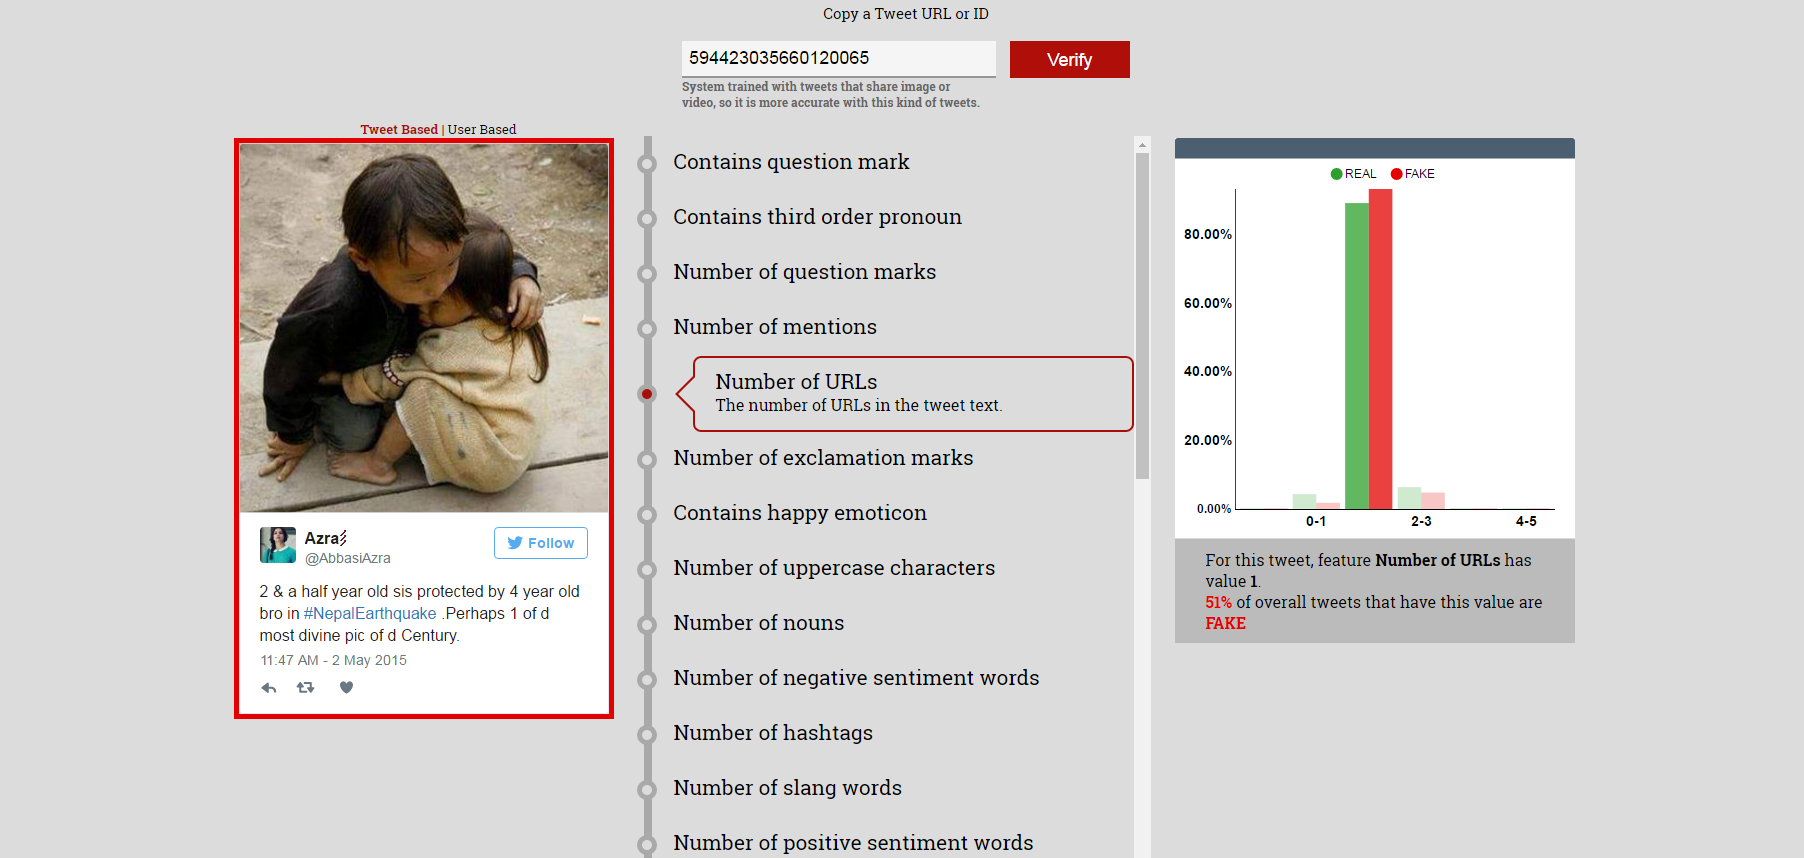 Copy a Tweet URL or ID
594423035660120065
Verify
System trained with tweets that share image or
video, so it is more accurate with this kind of tweets.
Tweet Based | User Based
Azra
@AbbasiAzra
Follow
2 & a half year old sis protected by 4 year old
bro in #NepalEarthquake .Perhaps 1 of d
most divine pic of d Century.
11:47 AM - 2 May 2015
Contains question mark
Contains third order pronoun
Number of question marks
Number of mentions
Number of URLs
The number of URLs in the tweet text.
Number of exclamation marks
Contains happy emoticon
Number of uppercase characters
Number of nouns
Number of negative sentiment words
Number of hashtags
Number of slang words
Number of positive sentiment words
REAL FAKE
80.00%
60.00%
40.00%
20.00%
0.00%
0-1 2-3 4-5
For this tweet, feature Number of URLs has
value 1.
51% of overall tweets that have this value are
FAKE